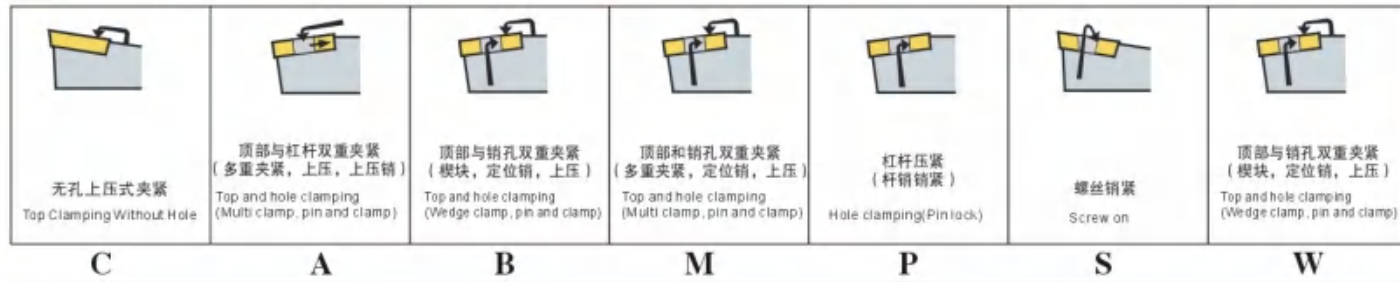 无孔上压式夹紧
Top Clamping Without Hole
C
顶部与杠杆双重夹紧
(多重夹紧,上压,上压销)
Top and hole clamping
(Multi clamp, pin and clamp)
A
顶部与销孔双重夹紧
(楔块,定位销,上压)
Top and hole clamping
(Wedge clamp, pin and clamp)
B
顶部和销孔双重夹紧
(多重夹紧,定位销,上压)
Top and hole clamping
(Multi clamp, pin and clamp)
M
杠杆压紧
(杆销销紧)
Hole clamping(Pin lock)
P
螺丝销紧
Screw on
S
顶部与销孔双重夹紧
(楔块,定位销,上压)
Top and hole clamping
(Wedge clamp, pin and clamp)
W